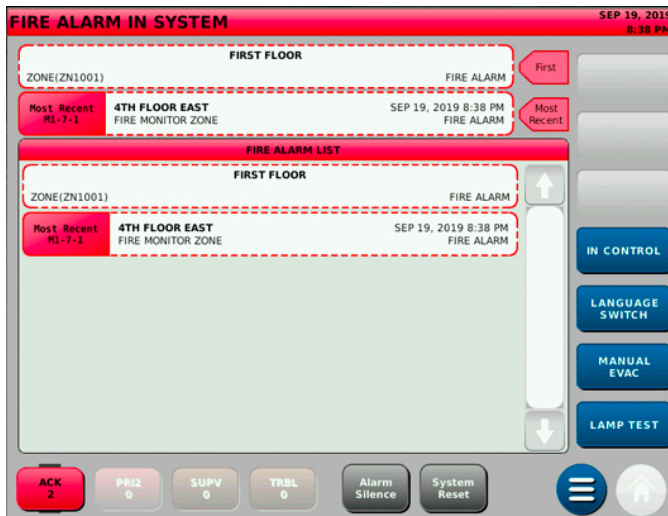 FIRE ALARM IN SYSTEM
SEP 19, 2019
8:38 PM
FIRST FLOOR
ZONE(ZN1001) FIRE ALARM
First
Most Recent
M1-7-1
4TH FLOOR EAST SEP 19, 2019 8:38 PM
FIRE MONITOR ZONE FIRE ALARM
Most
Recent
FIRE ALARM LIST
FIRST FLOOR
ZONE(ZN1001) FIRE ALARM
Most Recent
M1-7-1
4TH FLOOR EAST SEP 19, 2019 8:38 PM
FIRE MONITOR ZONE FIRE ALARM
IN CONTROL
LANGUAGE
SWITCH
MANUAL
EVAC
LAMP TEST
ACK
2
PRI2
0
SUPV
0
TRBL
0
Alarm
Silence
System
Reset